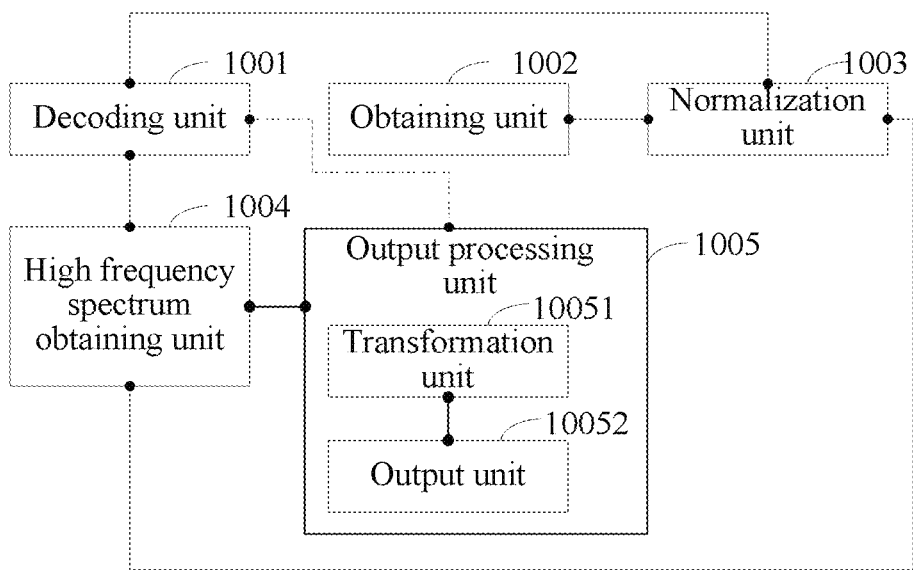 1001
1002
1003
Decoding unit
Obtaining unit
Normalization
unit
1004
1005
High frequency
spectrum
obtaining unit
Output processing
unit
10051
Transformation
unit
10052
Output unit